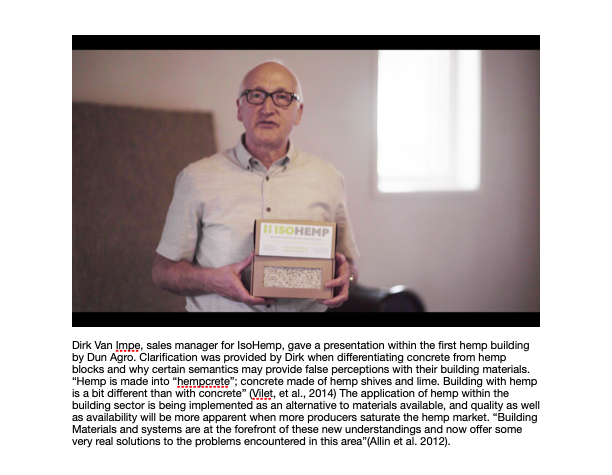 ISOHEMP
Dirk Van Impe, sales manager for IsoHemp, gave a presentation within the first hemp building
by Dun Agro. Clarification was provided by Dirk when differentiating concrete from hemp
blocks and why certain semantics may provide false perceptions with their building materials.
“Hemp is made into “hempcrete”; concrete made of hemp shives and lime. Building with hemp
is a bit different than with concrete” (Vilet, et al., 2014) The application of hemp within the
building sector is being implemented as an alternative to materials available, and quality as well
as availability will be more apparent when more producers saturate the hemp market. “Building
Materials and systems are at the forefront of these new understandings and now offer some
very real solutions to the problems encountered in this area”(Allin et al. 2012).